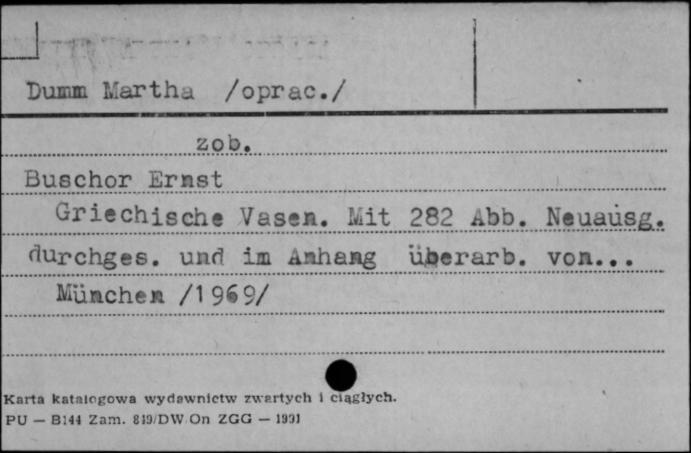 Dumm Martha /oprac./
zob.
Buschor Ernst
Griechische Vasen. Mit 282 Abb. Neuausg.
durchges. und im Anhang überarb. von...
München /1969/
Karta katalogowa wydawnictw zwartych i ciągłych.
PU — B144 Zam. 819/DW/On ZGG — 1991